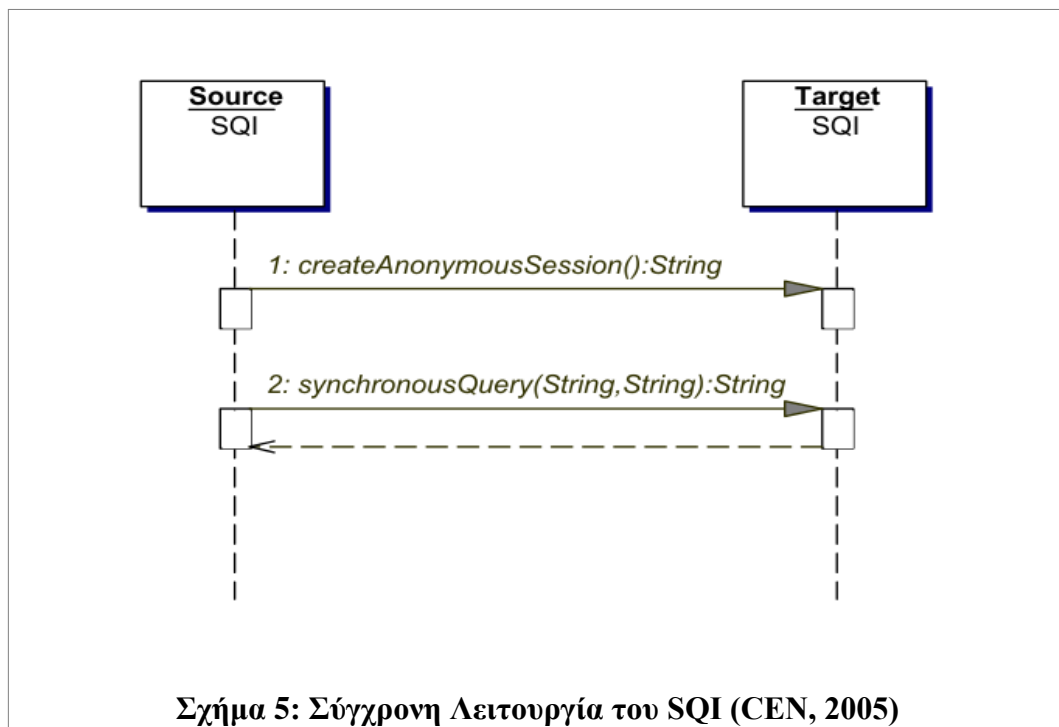 Source
SQI
Target
SQI
1: createAnonymousSession():String
2: synchronousQuery(String,String):String
Σχήμα 5: Σύγχρονη Λειτουργία του SQI (CEN, 2005)